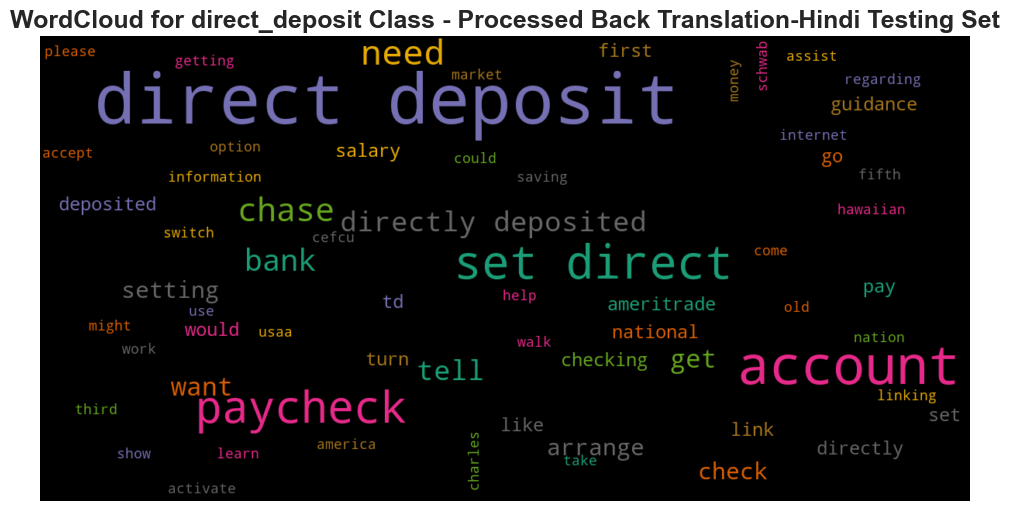 WordCloud for direct_deposit Class - Processed Back Translation-Hindi Testing Set
please
getting
need
market
first
money
schwab
assist
regarding
direct deposit
guidance
internet
accept
option
salary
could
go
information
saving
fifth
deposited
chase
directly deposited
hawaiian
switch
cefcu
bank
set direct
come
setting
td
help
ameritrade
pay
use
old
might
would
usaa
national
nation
work
walk
turn
tell
checking
get
account
want
paycheck
linking
third
like
link
set
show
learn
america
charles
arrange
take
directly
check
activate